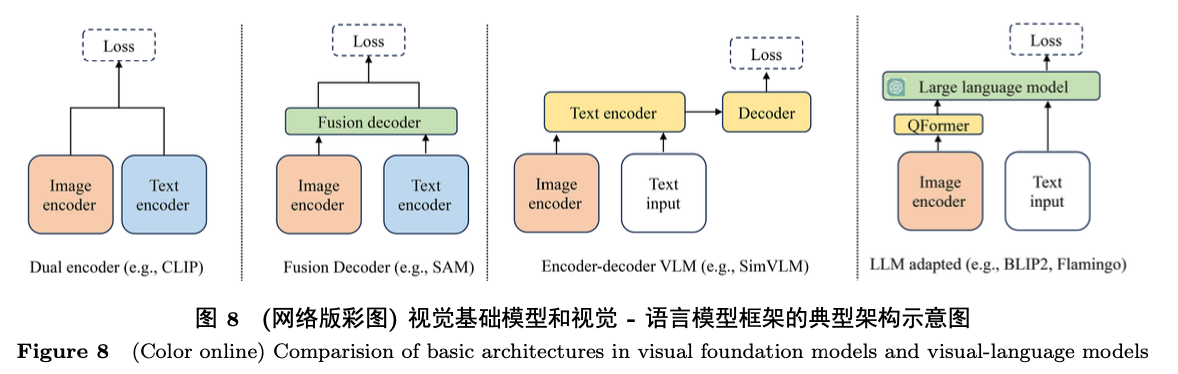 Loss
Image
encoder
Text
encoder
Dual encoder (e.g., CLIP)
Loss
Fusion decoder
Image
encoder
Text
encoder
Fusion Decoder (e.g., SAM)
Loss
Text encoder
Decoder
Image
encoder
Text
input
Encoder-decoder VLM (e.g., SimVLM)
Loss
Large language model
QFormer
Image
encoder
Text
input
LLM adapted (e.g., BLIP2, Flamingo)
图 8 (网络版彩图) 视觉基础模型和视觉 - 语言模型框架的典型架构示意图
Figure 8 (Color online) Comparision of basic architectures in visual foundation models and visual-language models